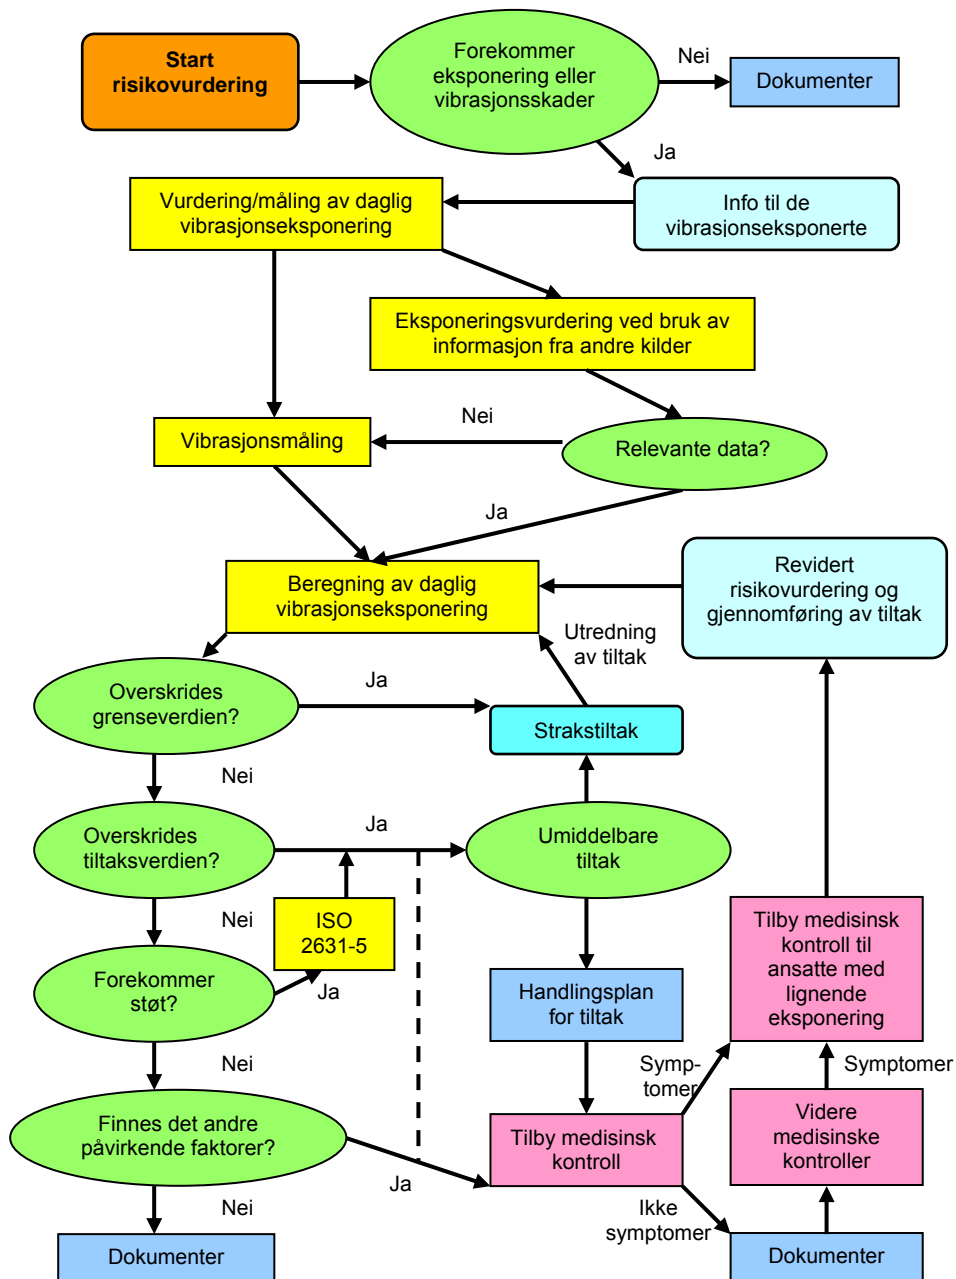 Start
risikovurdering
Forekommer
eksponering eller
vibrasjonsskader
Nei
Dokumenter
Ja
Vurdering/måling av daglig
vibrasjonseksponering
Info til de
vibrasjonseksponerte
Eksponeringsvurdering ved bruk av
informasjon fra andre kilder
Nei
Vibrasjonsmåling
Relevante data?
Ja
Beregning av daglig
vibrasjonseksponering
Revidert
risikovurdering og
gjennomføring av tiltak
Utredning
av tiltak
Overskrides
grenseverdien?
Ja
Strakstiltak
Nei
Overskrides
tiltaksverdien?
Ja
Umiddelbare
tiltak
Nei
ISO
2631-5
Tilby medisinsk
kontroll til
ansatte med
lignende
eksponering
Forekommer
støt?
Ja
Handlingsplan
for tiltak
Nei
Symp-
tomer
Symptomer
Finnes det andre
påvirkende faktorer?
Ja
Tilby medisinsk
kontroll
Videre
medisinske
kontroller
Nei
Ikke
symptomer
Dokumenter
Dokumenter